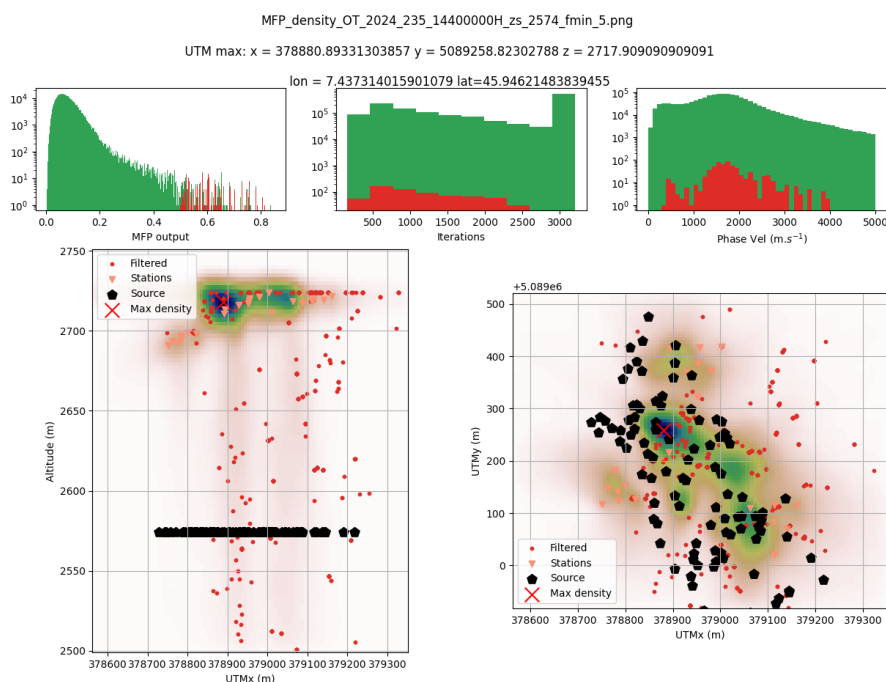 MFP_density_OT_2024_235_14400000H_zs_2574_fmin_5.png
UTM max: x = 378880.89331303857 y = 5089258.82302788 z = 2717.909090909091
lon = 7.437314015901079 lat=45.94621483839455
10⁴
10³
10²
10¹
10⁰
0.0 0.2 0.4 0.6 0.8
MFP output
10⁵
10⁴
10³
10²
500 1000 2000 3000
Iterations
10⁵
10⁴
10³
10²
10¹
10⁰
0 1000 2000 3000 4000 5000
Phase Vel (m.s⁻¹)
2750
2700
2650
2600
2550
2500
Altitude (m)
Filtered
Stations
Source
Max density
378600 378700 378800 378900 379000 379100 379200 379300
UTMx (m)
+5.089e6
500
400
300
200
100
0
UTMy (m)
Filtered
Stations
Source
Max density
378600 378700 378800 378900 379000 379100 379200 379300
UTMx (m)